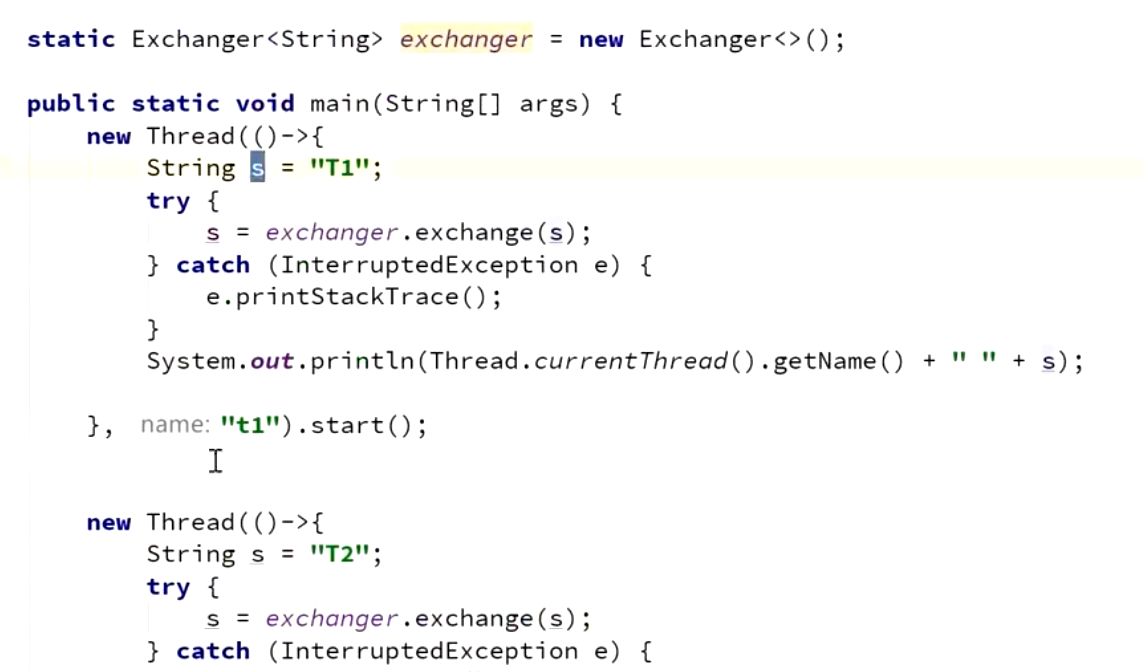 static Exchanger<String> exchanger = new Exchanger<>();
public static void main(String[] args) {
new Thread(()->{
String s = "T1";
try {
s = exchanger.exchange(s);
} catch (InterruptedException e) {
e.printStackTrace();
}
System.out.println(Thread.currentThread().getName() + " " + s);
}, name: "t1").start();
new Thread(()->{
String s = "T2";
try {
s = exchanger.exchange(s);
} catch (InterruptedException e) {